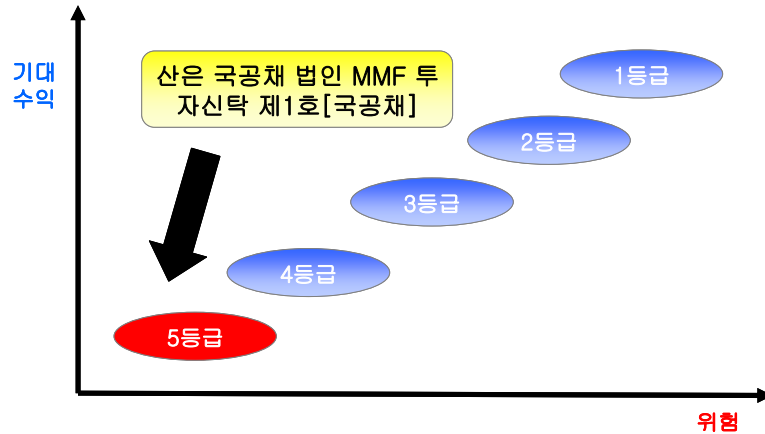 기대
수익
산은 국공채 법인 MMF 투
자신탁 제1호[국공채]
1등급
2등급
3등급
4등급
5등급
위험